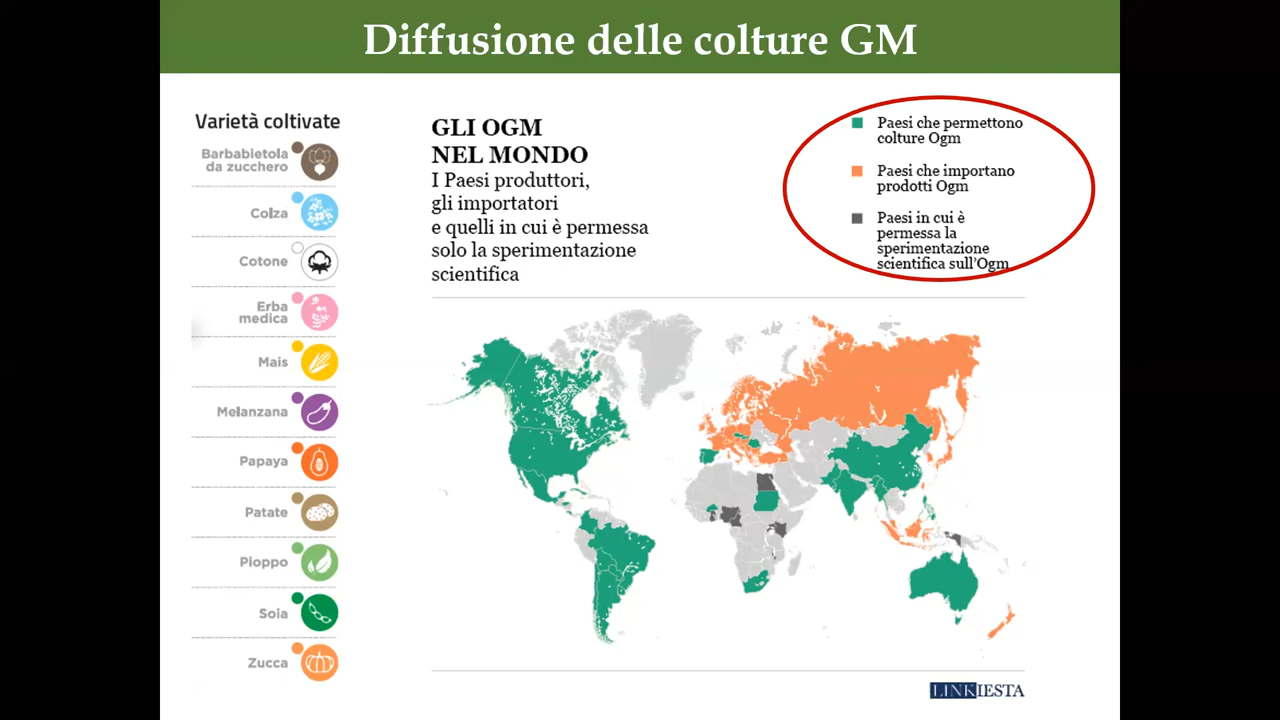 Diffusione delle colture GM
Varietà coltivate
Barbabietola
da zucchero
Colza
Cotone
Erba
medica
Mais
Melanzana
Papaya
Patate
Pioppo
Soia
Zucca
GLI OGM
NEL MONDO
I Paesi produttori,
gli importatori
e quelli in cui è permessa
solo la sperimentazione
scientifica
Paesi che permettono
colture Ogm
Paesi che importano
prodotti Ogm
Paesi in cui è
permessa la
sperimentazione
scientifica sull'Ogm
LINKIESTA